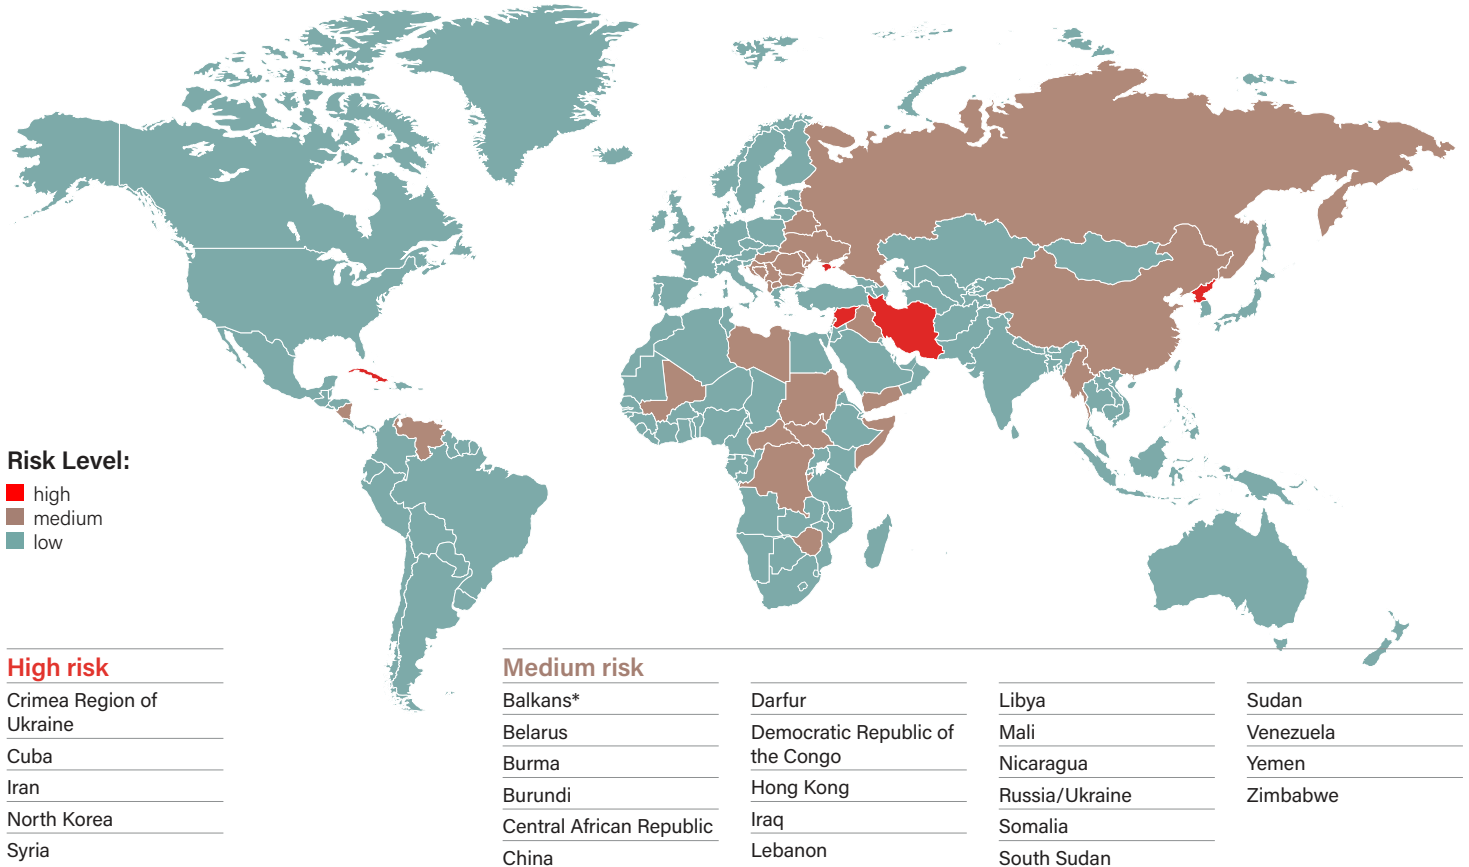 Risk Level:
high
medium
low
High risk
Crimea Region of
Ukraine
Cuba
Iran
North Korea
Syria
Medium risk
Balkans*
Belarus
Burma
Burundi
Central African Republic
China
Darfur
Democratic Republic of
the Congo
Hong Kong
Iraq
Lebanon
Libya
Mali
Nicaragua
Russia/Ukraine
Somalia
South Sudan
Sudan
Venezuela
Yemen
Zimbabwe